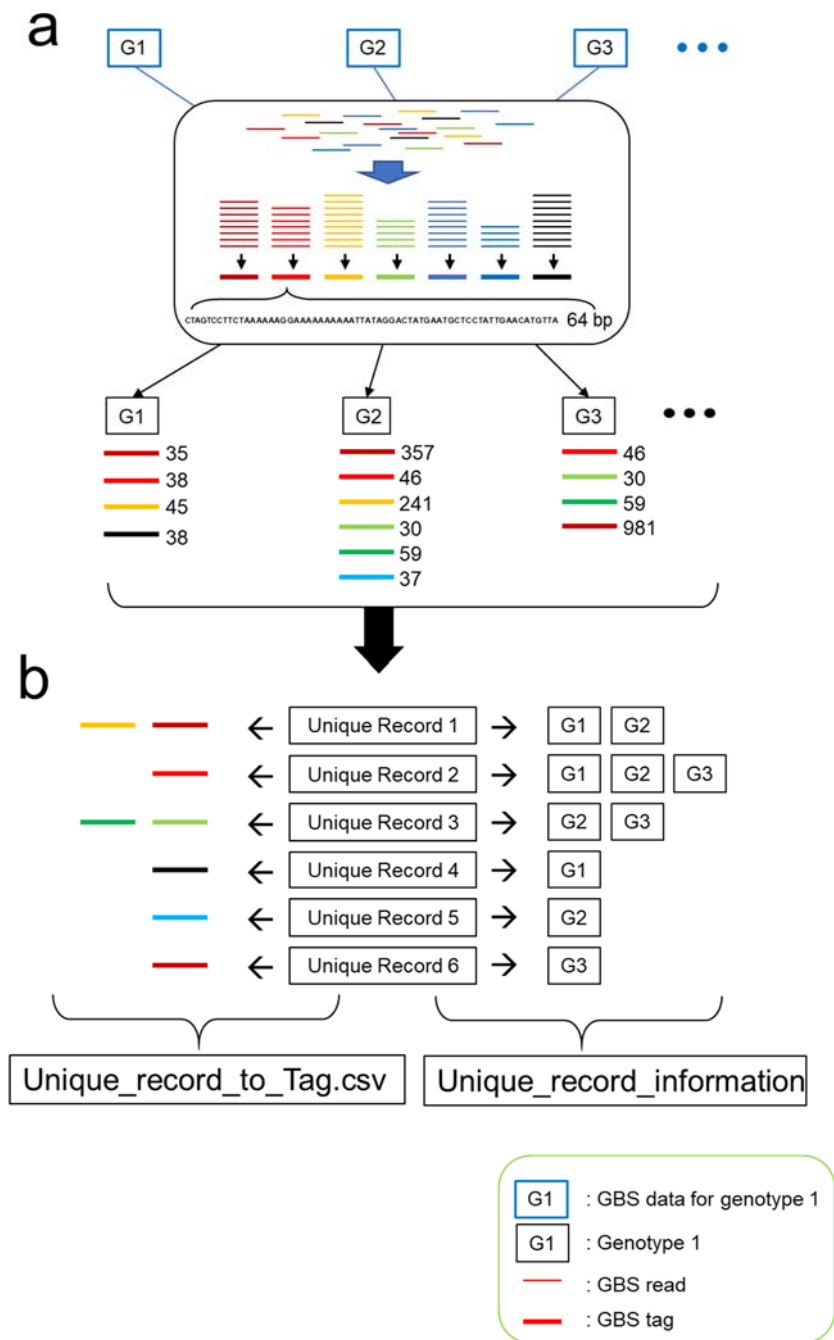 a
G1 G2 G3 •••
CTAGTCCTTCTAAAAAAGGAAAAAAAAAATTATAGGACTATGAATGCTCCTATTGAACATGTTA 64 bp
G1 G2 G3 •••
35 357 46
38 46 30
45 241 59
38 30 981
59
37
b
← Unique Record 1 → G1 G2
← Unique Record 2 → G1 G2 G3
← Unique Record 3 → G2 G3
← Unique Record 4 → G1
← Unique Record 5 → G2
← Unique Record 6 → G3
Unique_record_to_Tag.csv Unique_record_information
G1 : GBS data for genotype 1
G1 : Genotype 1
: GBS read
: GBS tag